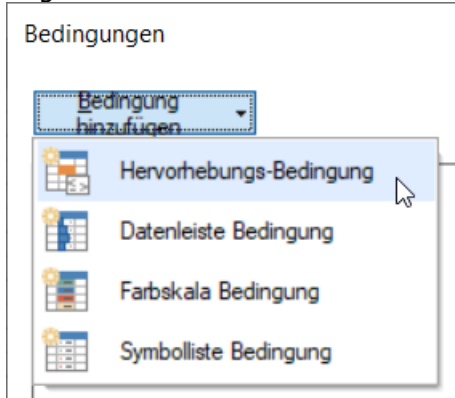 Bedingungen
Bedingung
hinzufügen
Hervorhebungs-Bedingung
Datenleiste Bedingung
Farbskala Bedingung
Symbolliste Bedingung